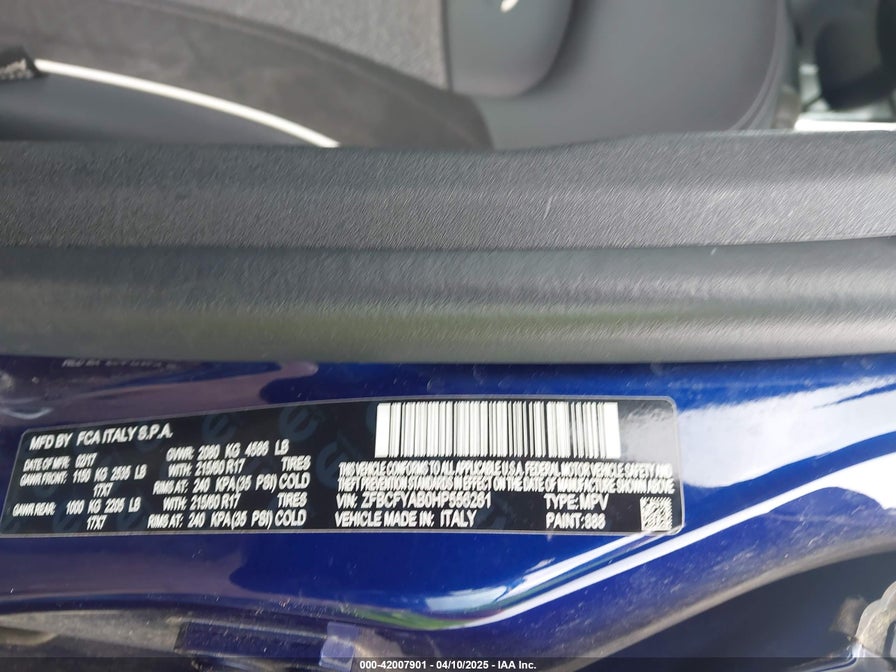 MFD BY FCA ITALY S.P.A.
DATE OF MFR 02/17 GVWR: 2080 KG 4586 LB
GAWR FRONT: 1150 KG 2535 LB WITH: 215/60 R17 TIRES
17X7 RIMS AT: 240 KPA(35 PSI) COLD
GAWR REAR: 1000 KG 2205 LB WITH: 215/60 R17 TIRES
17X7 RIMS AT: 240 KPA(35 PSI) COLD
THIS VEHICLE CONFORMS TO ALL APPLICABLE U.S.A. FEDERAL MOTOR VEHICLE SAFETY, BUMPER, AND
THEFT PREVENTION STANDARDS IN EFFECT ON THE DATE OF MANUFACTURE SHOWN ABOVE.
VIN: ZFBCFYAB0HP556281 TYPE: MPV
VEHICLE MADE IN: ITALY PAINT:888
000-42007901 - 04/10/2025 - IAA Inc.